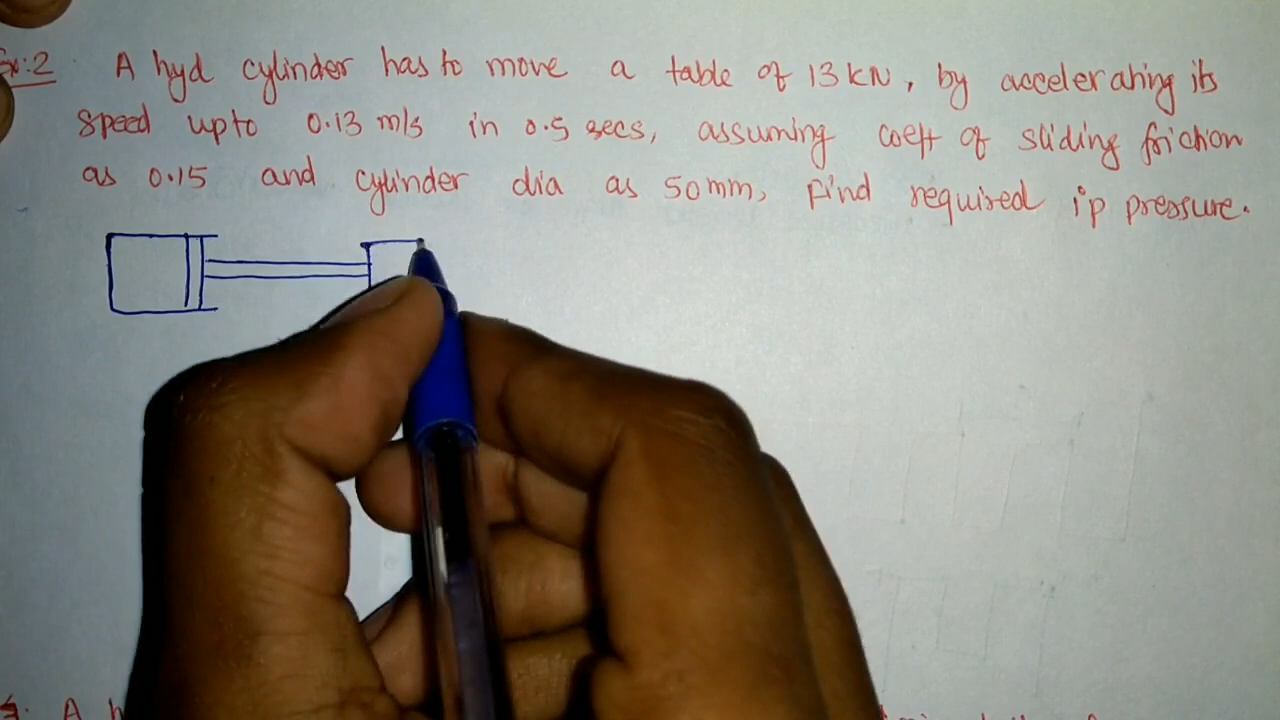 Ex:2 A hyd cylinder has to move a table of 13 kN, by accelerating its
speed upto 0.13 m/s in 0.5 secs, assuming coeft of sliding friction
as 0.15 and cylinder dia as 50mm, Find required i/p pressure.
A h